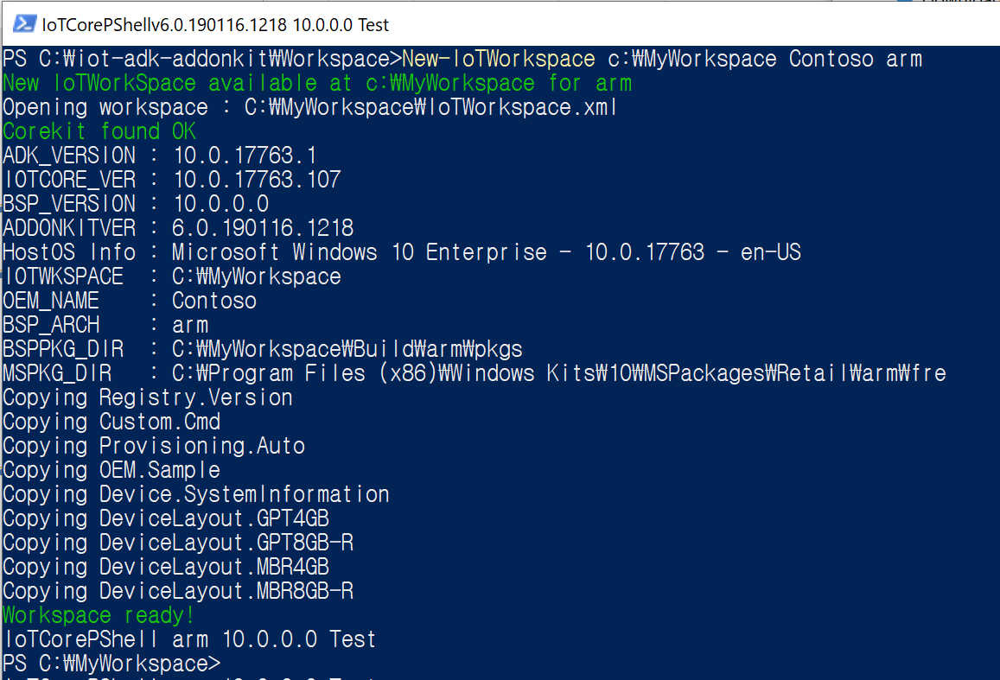 IoTCorePShellv6.0.190116.1218 10.0.0.0 Test
PS C:₩iot-adk-addonkit₩Workspace>New-IoTWorkspace c:₩MyWorkspace Contoso arm
New IoTWorkSpace available at c:₩MyWorkspace for arm
Opening workspace : C:₩MyWorkspace₩IoTWorkspace.xml
Corekit found OK
ADK_VERSION : 10.0.17763.1
IOTCORE_VER : 10.0.17763.107
BSP_VERSION : 10.0.0.0
ADDONKITVER : 6.0.190116.1218
HostOS Info : Microsoft Windows 10 Enterprise - 10.0.17763 - en-US
IOTWKSPACE  : C:₩MyWorkspace
OEM_NAME    : Contoso
BSP_ARCH    : arm
BSPPKG_DIR  : C:₩MyWorkspace₩Build₩arm₩pkgs
MSPKG_DIR   : C:₩Program Files (x86)₩Windows Kits₩10₩MSPackages₩Retail₩arm₩fre
Copying Registry.Version
Copying Custom.Cmd
Copying Provisioning.Auto
Copying OEM.Sample
Copying Device.SystemInformation
Copying DeviceLayout.GPT4GB
Copying DeviceLayout.GPT8GB-R
Copying DeviceLayout.MBR4GB
Copying DeviceLayout.MBR8GB-R
Workspace ready!
IoTCorePShell arm 10.0.0.0 Test
PS C:₩MyWorkspace>